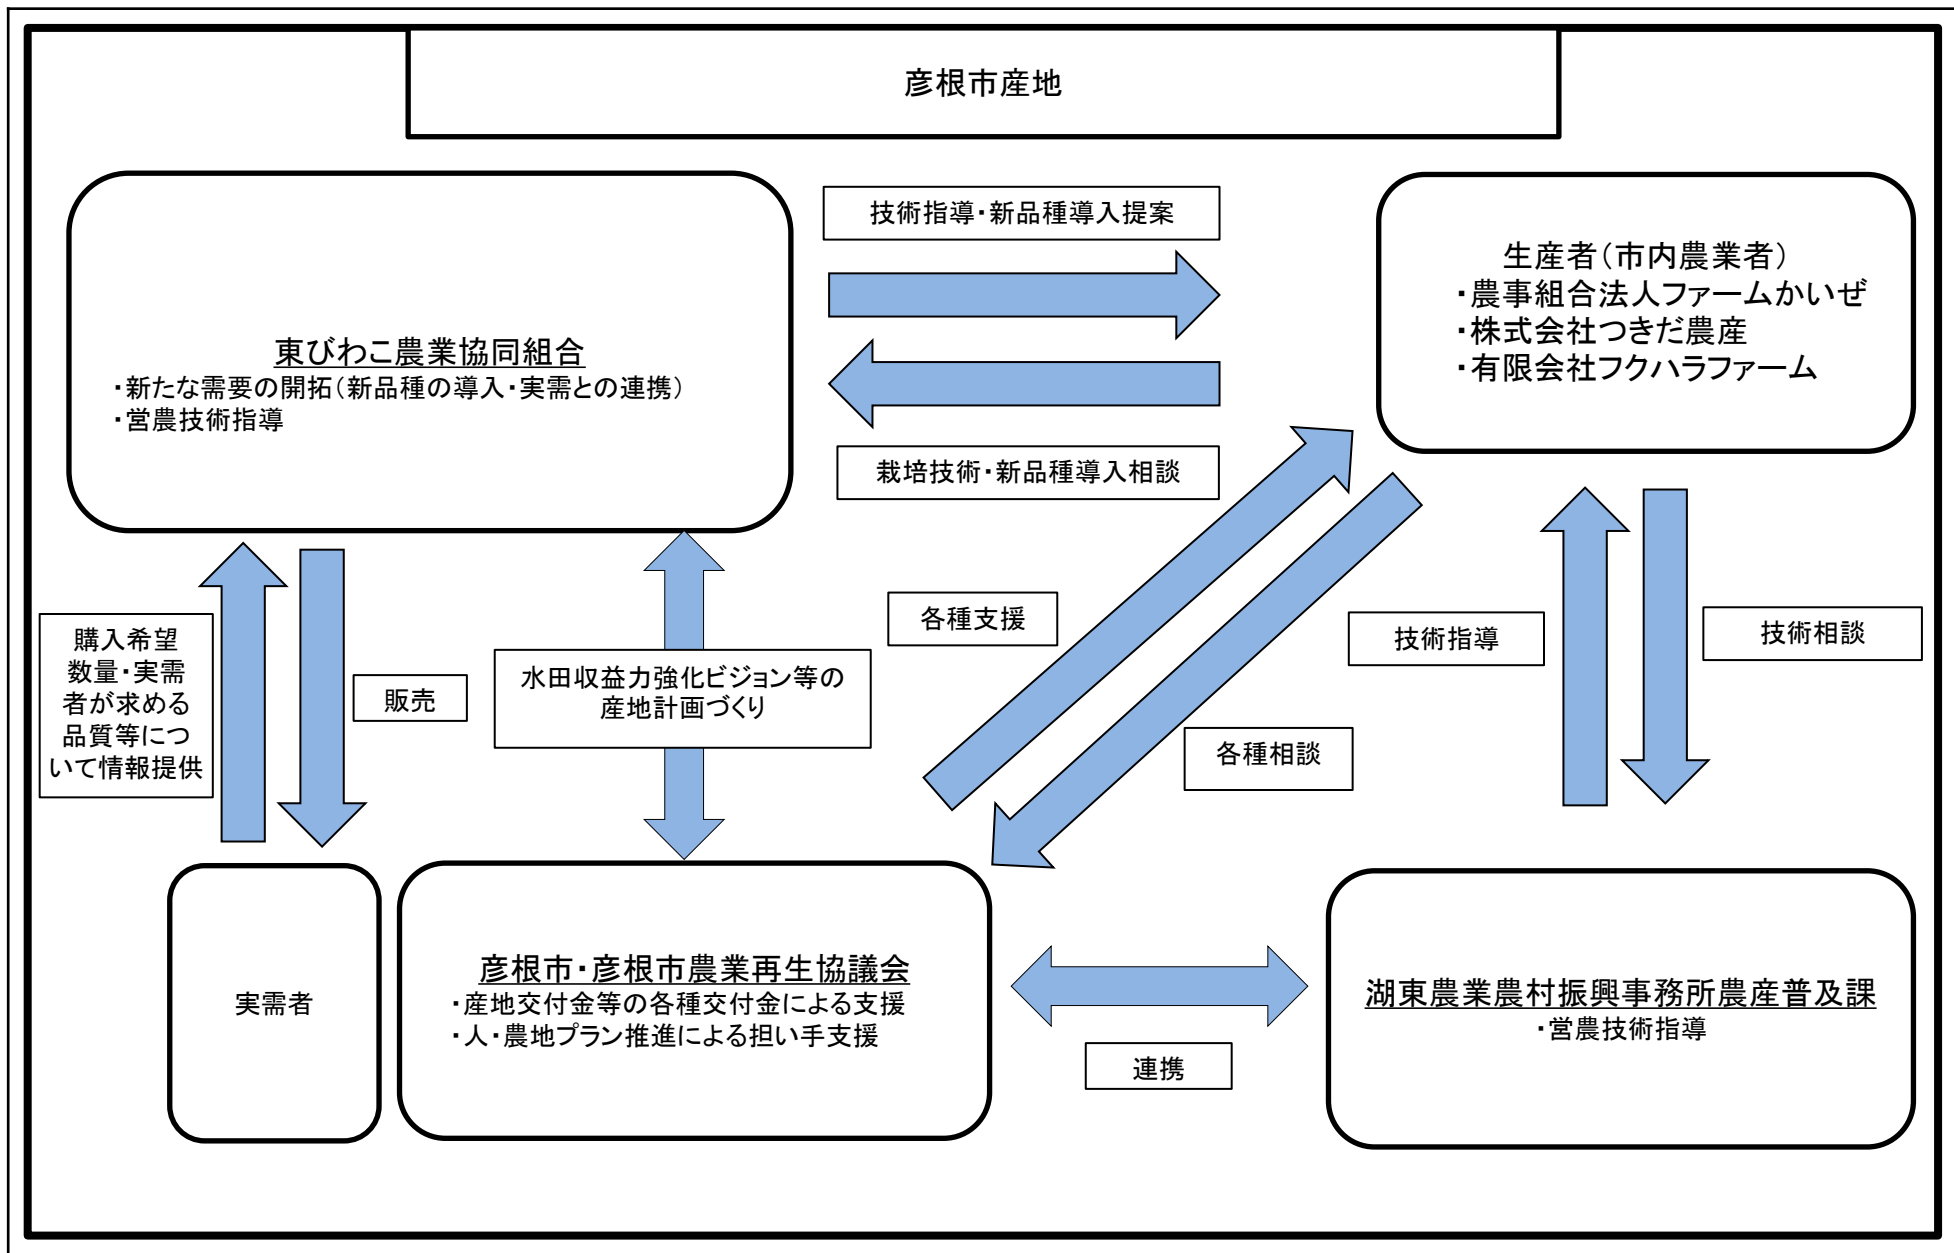 彦根市産地
東びわこ農業協同組合
・新たな需要の開拓（新品種の導入・実需との連携）
・営農技術指導
技術指導・新品種導入提案
栽培技術・新品種導入相談
生産者（市内農業者）
・農事組合法人ファームかいぜ
・株式会社つきだ農産
・有限会社フクハラファーム
購入希望
数量・実需
者が求める
品質等につ
いて情報提供
販売
水田収益力強化ビジョン等の
産地計画づくり
各種支援
各種相談
技術指導
技術相談
実需者
彦根市・彦根市農業再生協議会
・産地交付金等の各種交付金による支援
・人・農地プラン推進による担い手支援
連携
湖東農業農村振興事務所農産普及課
・営農技術指導